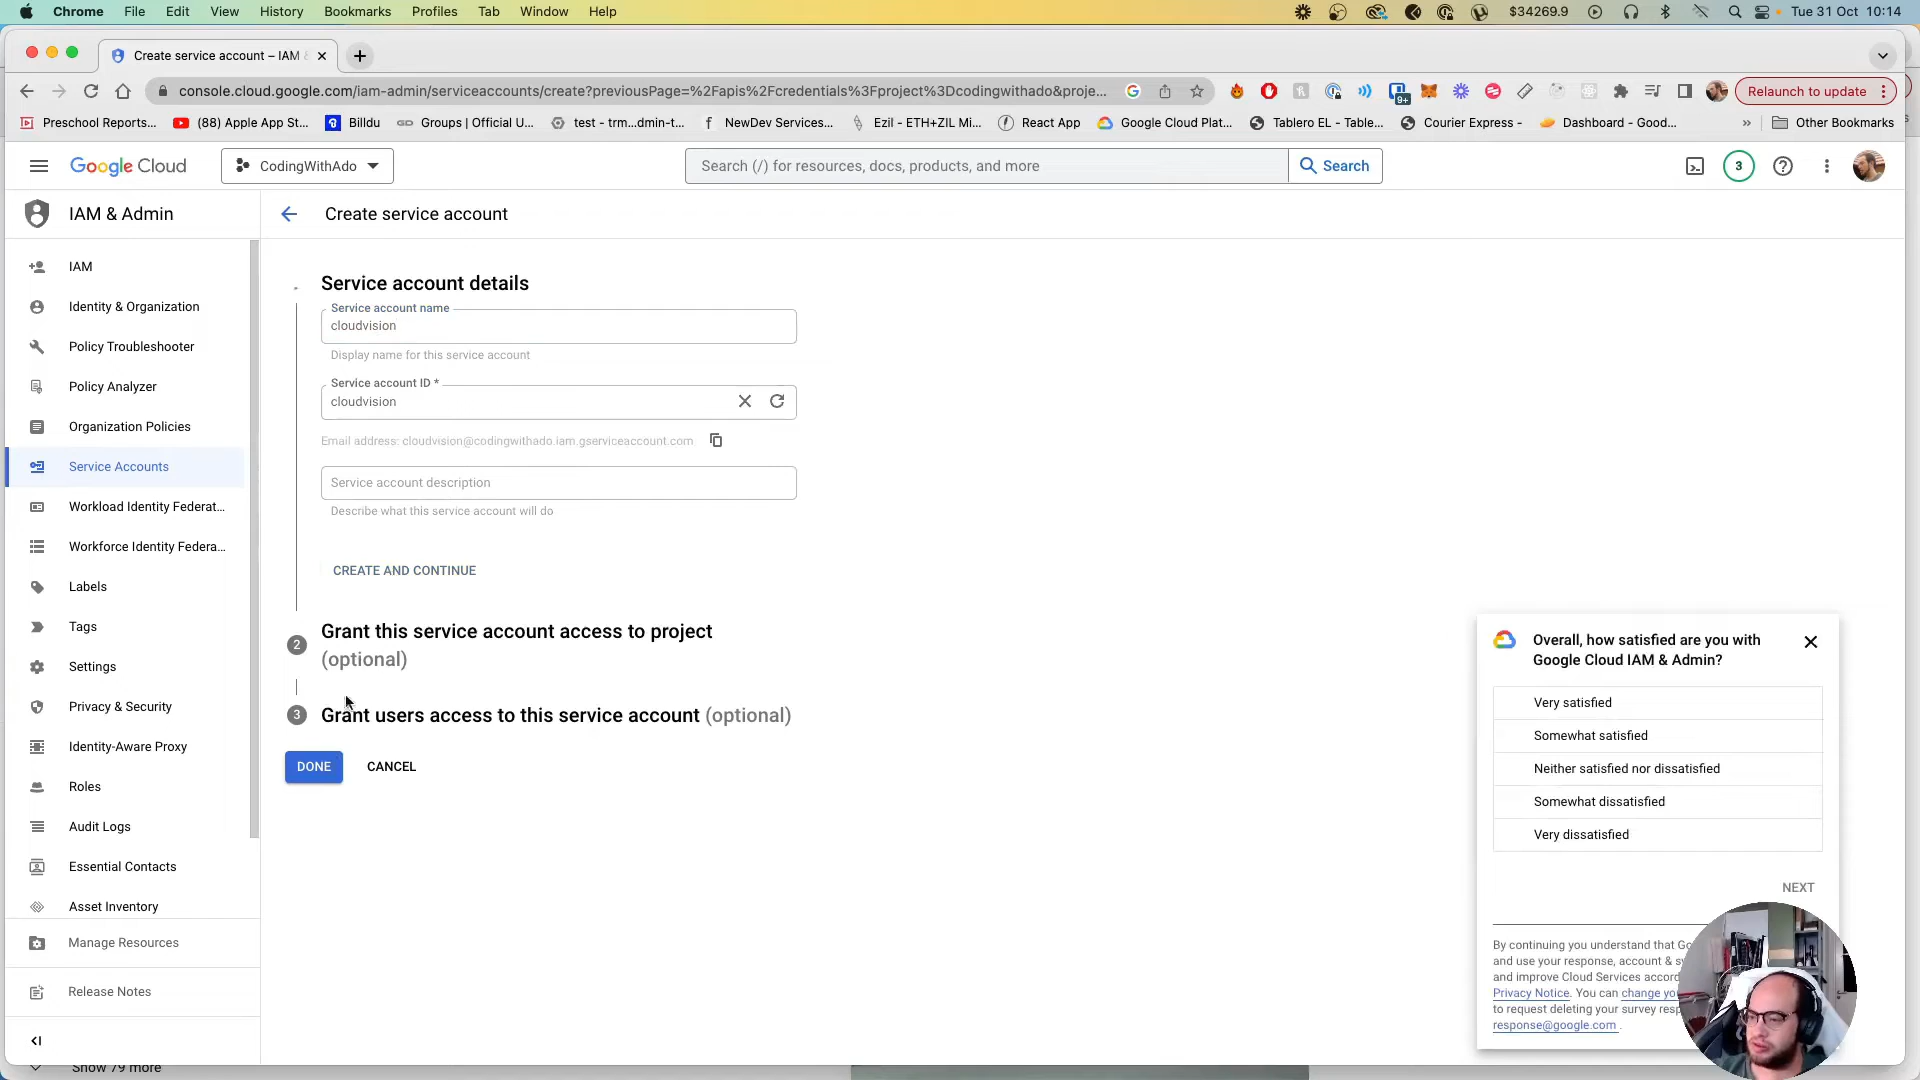 Chrome File Edit View History Bookmarks Profiles Tab Window Help
$34269.9 Tue 31 Oct 10:14
Create service account – IAM &
console.cloud.google.com/iam-admin/serviceaccounts/create?previousPage=%2Fapis%2Fcredentials%3Fproject%3Dcodingwithado&proje...
9+
Relaunch to update
Preschool Reports... (88) Apple App St... Billdu Groups | Official U... test - trm...dmin-t... NewDev Services... Ezil - ETH+ZIL Mi... React App Google Cloud Plat... Tablero EL - Table... Courier Express - Dashboard - Good... » Other Bookmarks
Google Cloud
CodingWithAdo
Search (/) for resources, docs, products, and more
Search
3
IAM & Admin
Create service account
IAM
Identity & Organization
Policy Troubleshooter
Policy Analyzer
Organization Policies
Service Accounts
Workload Identity Federat...
Workforce Identity Federa...
Labels
Tags
Settings
Privacy & Security
Identity-Aware Proxy
Roles
Audit Logs
Essential Contacts
Asset Inventory
Manage Resources
Release Notes
Show 79 more
Service account details
Service account name
cloudvision
Display name for this service account
Service account ID *
cloudvision
Email address: cloudvision@codingwithado.iam.gserviceaccount.com
Service account description
Describe what this service account will do
CREATE AND CONTINUE
2
Grant this service account access to project
(optional)
3
Grant users access to this service account (optional)
DONE
CANCEL
Overall, how satisfied are you with
Google Cloud IAM & Admin?
Very satisfied
Somewhat satisfied
Neither satisfied nor dissatisfied
Somewhat dissatisfied
Very dissatisfied
NEXT
By continuing you understand that
and use your response, account & s
and improve Cloud Services accord
Privacy Notice. You can change yo
to request deleting your survey resp
response@google.com .